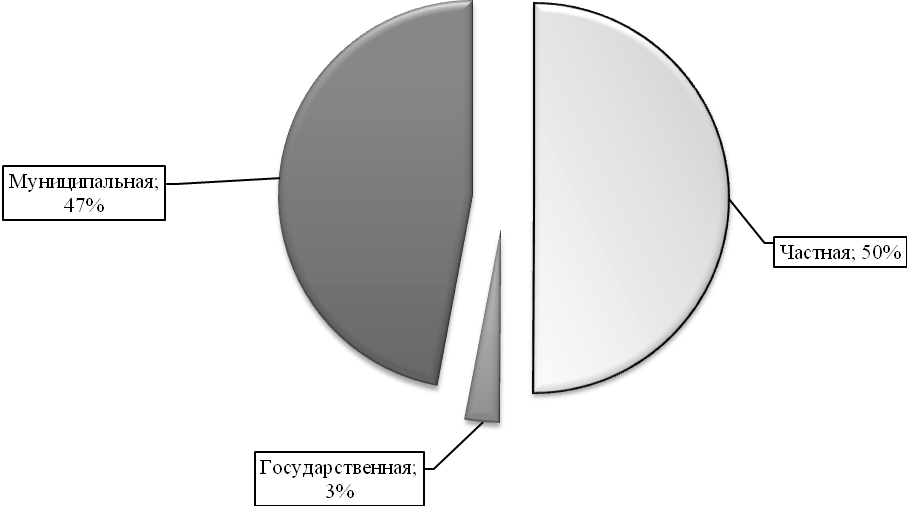 Муниципальная;
47%
Частная; 50%
Государственная;
3%